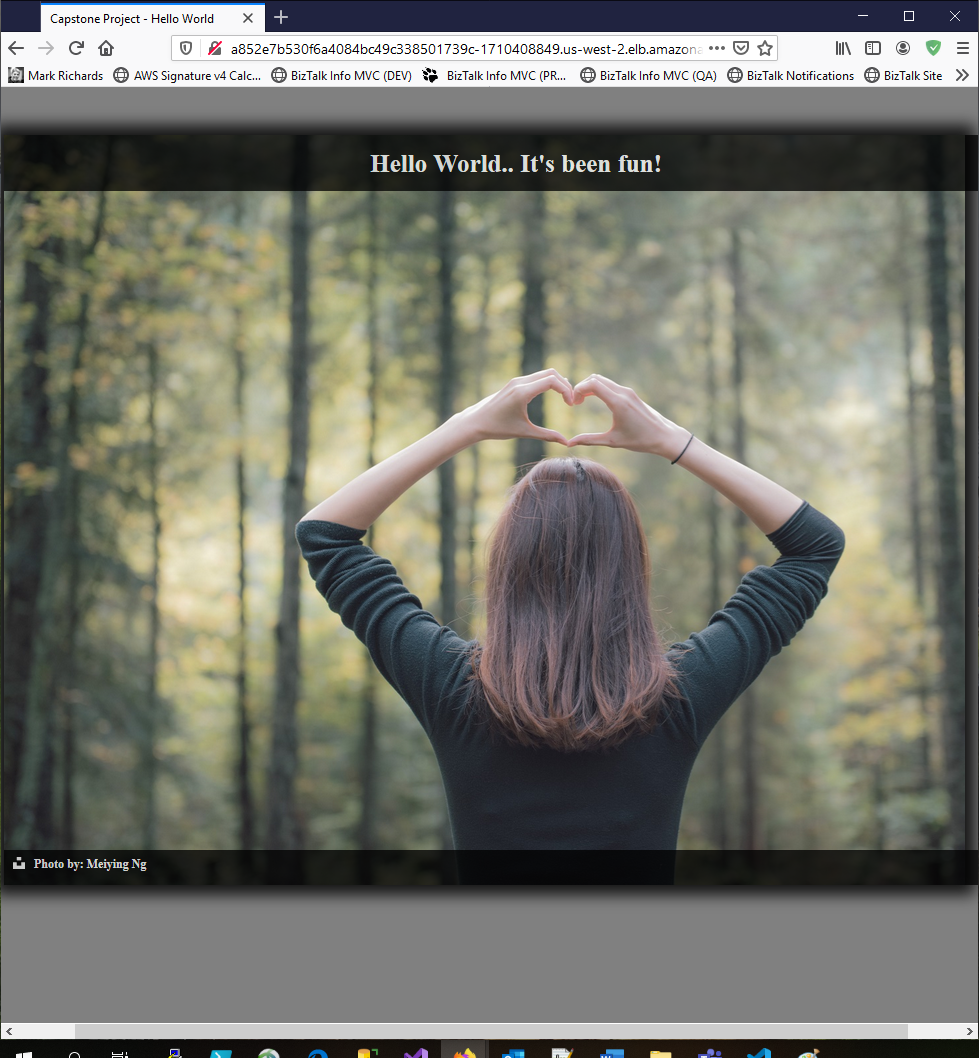 Capstone Project - Hello World
a852e7b530f6a4084bc49c338501739c-1710408849.us-west-2.elb.amazona
Mark Richards
AWS Signature v4 Calc...
BizTalk Info MVC (DEV)
BizTalk Info MVC (PR...
BizTalk Info MVC (QA)
BizTalk Notifications
BizTalk Site
Hello World.. It's been fun!
Photo by: Meiying Ng